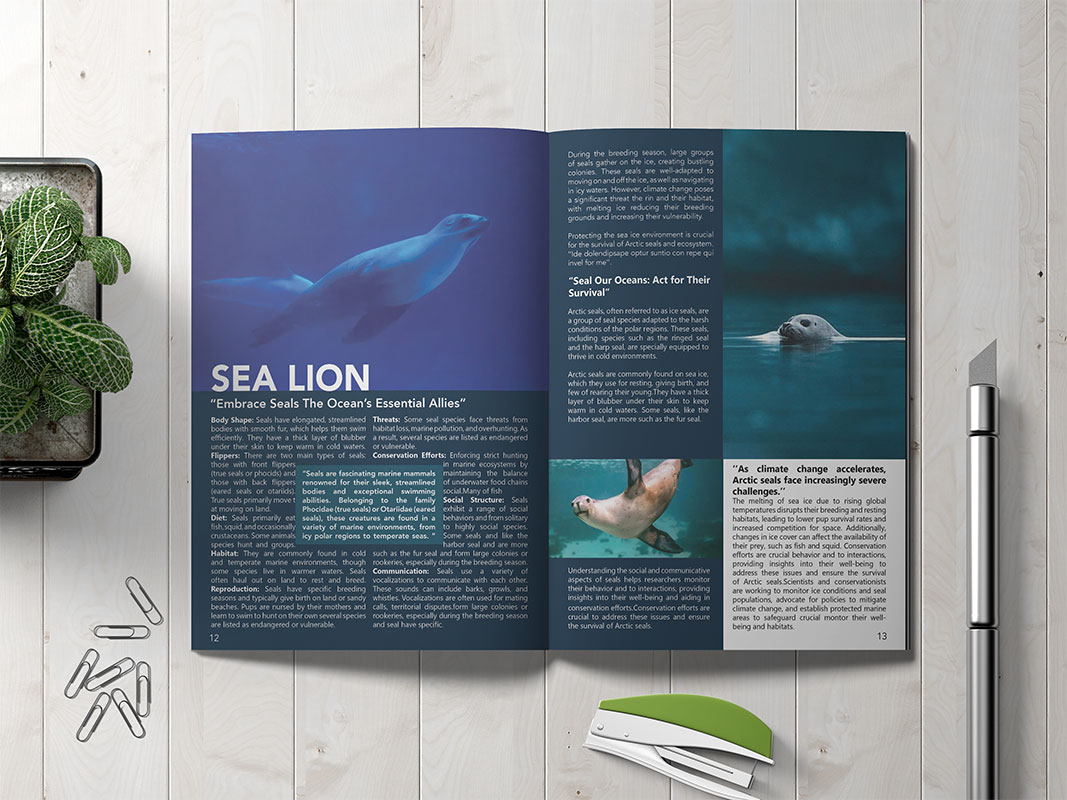 SEA LION
“Embrace Seals The Ocean’s Essential Allies”
Body Shape: Seals have elongated, streamlined
bodies with smooth fur, which helps them swim
efficiently. They have a thick layer of blubber
under their skin to keep warm in cold waters.
Flippers: There are two main types of seals:
those with front flippers
(true seals or phocids) and
those with back flippers
(eared seals or otariids).
True seals primarily move t
at moving on land.
Diet: Seals primarily eat
fish,squid,and occasionally
crustaceans. Some animals
species hunt and groups.
Habitat: They are commonly found in cold
and temperate marine environments, though
some species live in warmer waters. Seals
often haul out on land to rest and breed.
Reproduction: Seals have specific breeding
seasons and typically give birth on land or sandy
beaches. Pups are nursed by their mothers and
learn to swim to hunt on their own several species
are listed as endangered or vulnerable.
12
“Seals are fascinating marine mammals
renowned for their sleek, streamlined
bodies and exceptional swimming
abilities. Belonging to the family
Phocidae (true seals) or Otariidae (eared
seals), these creatures are found in a
variety of marine environments, from
icy polar regions to temperate seas. ”
Threats: Some seal species face threats from
habitat loss, marine pollution, and overhunting. As
a result, several species are listed as endangered
or vulnerable.
Conservation Efforts: Enforcing strict hunting
in marine ecosystems by
maintaining the balance
of underwater food chains
social.Many of fish
Social Structure: Seals
exhibit a range of social
behaviors and from solitary
to highly social species.
Some seals and like the
harbor seal and are more
such as the fur seal and form large colonies or
rookeries, especially during the breeding season.
Communication: Seals use a variety of
vocalizations to communicate with each other.
These sounds can include barks, growls, and
whistles. Vocalizations are often used for mating
calls, territorial disputes.form large colonies or
rookeries, especially during the breeding season
and seal have specific.
During the breeding season, large groups
of seals gather on the ice, creating bustling
colonies. These seals are well-adapted to
moving on and off the ice, as well as navigating
in icy waters. However, climate change poses
a significant threat the rin and their habitat,
with melting ice reducing their breeding
grounds and increasing their vulnerability.
Protecting the sea ice environment is crucial
for the survival of Arctic seals and ecosystem.
“Ide dolendipsape optur suntio con repe qui
invel for me”.
“Seal Our Oceans: Act for Their
Survival”
Arctic seals, often referred to as ice seals, are
a group of seal species adapted to the harsh
conditions of the polar regions. These seals,
including species such as the ringed seal
and the harp seal, are specially equipped to
thrive in cold environments.
Arctic seals are commonly found on sea ice,
which they use for resting, giving birth, and
few of rearing their young.They have a thick
layer of blubber under their skin to keep
warm in cold waters. Some seals, like the
harbor seal, are more such as the fur seal.
Understanding the social and communicative
aspects of seals helps researchers monitor
their behavior and to interactions, providing
insights into their well-being and aiding in
conservation efforts.Conservation efforts are
crucial to address these issues and ensure
the survival of Arctic seals.
‘‘As climate change accelerates,
Arctic seals face increasingly severe
challenges.’’
The melting of sea ice due to rising global
temperatures disrupts their breeding and resting
habitats, leading to lower pup survival rates and
increased competition for space. Additionally,
changes in ice cover can affect the availability of
their prey, such as fish and squid. Conservation
efforts are crucial behavior and to interactions,
providing insights into their well-being to
address these issues and ensure the survival
of Arctic seals.Scientists and conservationists
are working to monitor ice conditions and seal
populations, advocate for policies to mitigate
climate change, and establish protected marine
areas to safeguard crucial montor their well-
being and habitats.
13